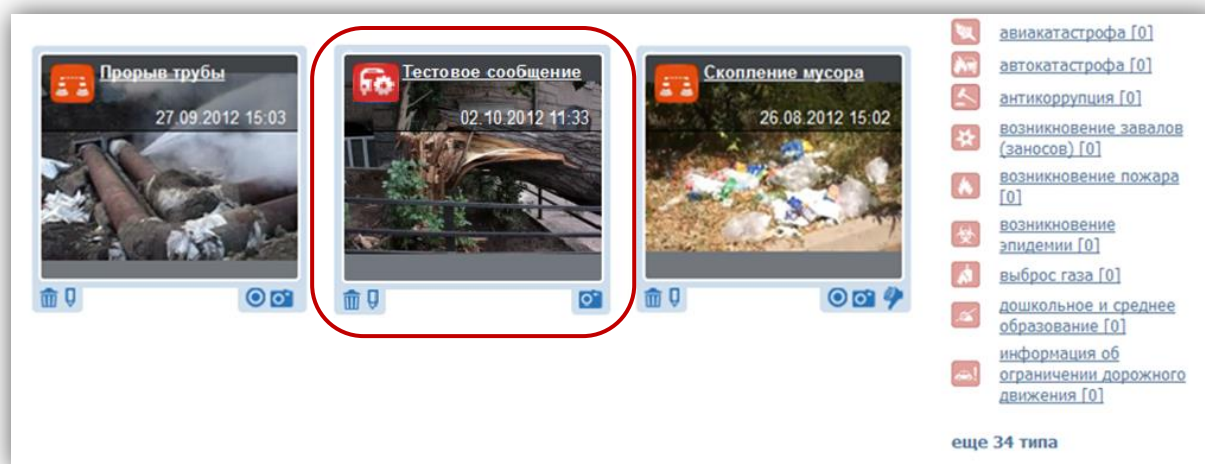 Прорыв трубы
27.09.2012 15:03
Тестовое сообщение
02.10.2012 11:33
Скопление мусора
26.08.2012 15:02
авиакатастрофа [0]
автокатастрофа [0]
антикоррупция [0]
возникновение завалов
(заносов) [0]
возникновение пожара
[0]
возникновение
эпидемии [0]
выброс газа [0]
дошкольное и среднее
образование [0]
информация об
ограничении дорожного
движения [0]
еще 34 типа